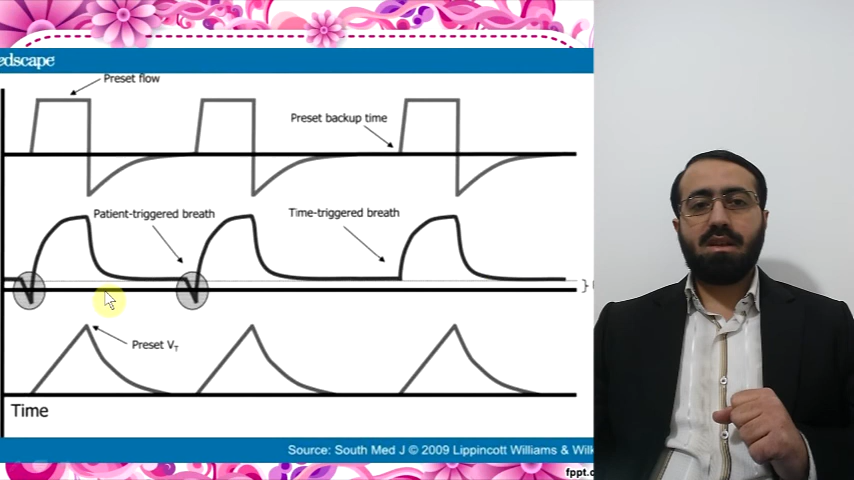 edscape
Preset flow
Preset backup time
Patient-triggered breath
Time-triggered breath
Preset VT
Time
Source: South Med J © 2009 Lippincott Williams & Wilk
fppt.c